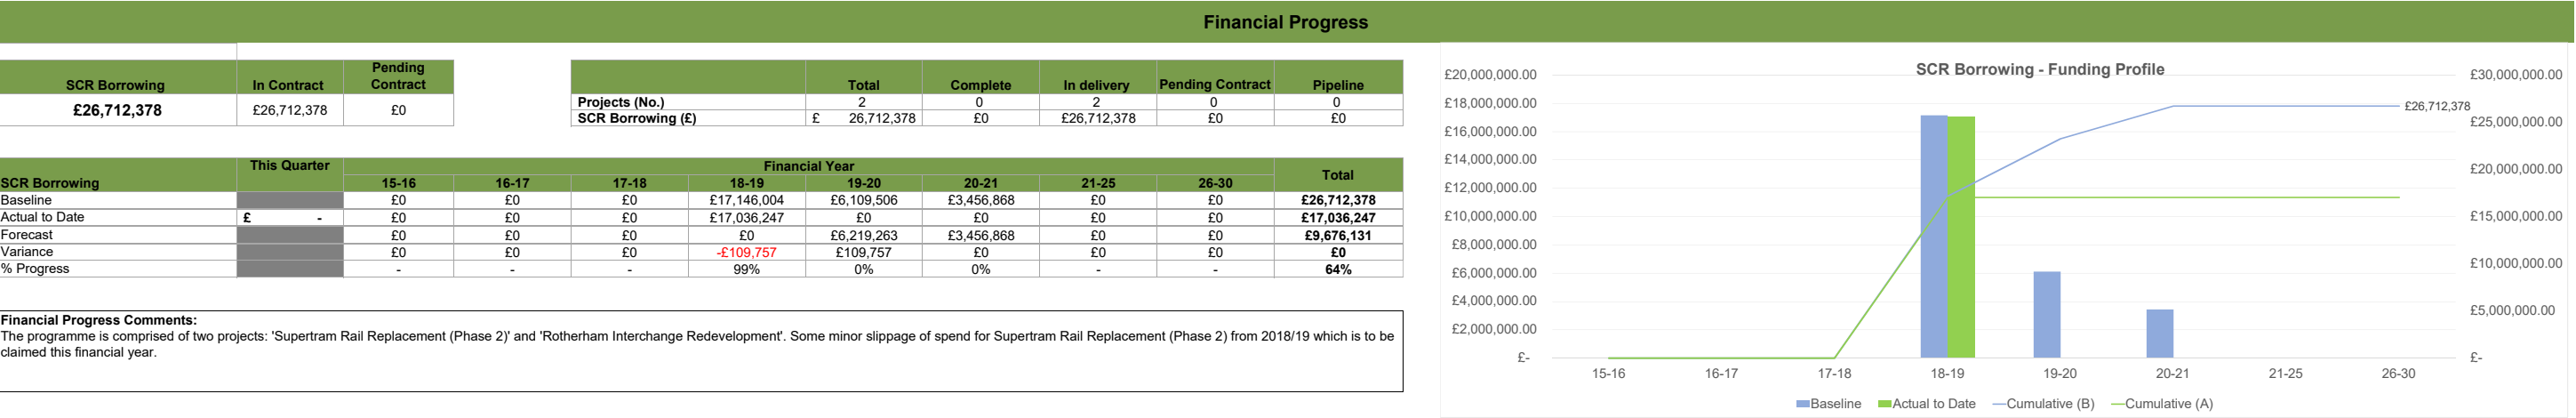 Financial Progress
SCR Borrowing In Contract Pending Contract
£26,712,378 £26,712,378 £0
Total Complete In delivery Pending Contract Pipeline
Projects (No.) 2 0 2 0 0
SCR Borrowing (£) £ 26,712,378 £0 £26,712,378 £0 £0
This Quarter Financial Year Total
SCR Borrowing 15-16 16-17 17-18 18-19 19-20 20-21 21-25 26-30
Baseline £0 £0 £0 £17,146,004 £6,109,506 £3,456,868 £0 £0 £26,712,378
Actual to Date £ - £0 £0 £0 £17,036,247 £0 £0 £0 £0 £17,036,247
Forecast £0 £0 £0 £0 £6,219,263 £3,456,868 £0 £0 £9,676,131
Variance £0 £0 £0 -£109,757 £109,757 £0 £0 £0 £0
% Progress - - - 99% 0% 0% - - 64%
Financial Progress Comments:
The programme is comprised of two projects: 'Supertram Rail Replacement (Phase 2)' and 'Rotherham Interchange Redevelopment'. Some minor slippage of spend for Supertram Rail Replacement (Phase 2) from 2018/19 which is to be
claimed this financial year.
SCR Borrowing - Funding Profile
£20,000,000.00
£18,000,000.00
£16,000,000.00
£14,000,000.00
£12,000,000.00
£10,000,000.00
£8,000,000.00
£6,000,000.00
£4,000,000.00
£2,000,000.00
£-
£30,000,000.00
£25,000,000.00
£20,000,000.00
£15,000,000.00
£10,000,000.00
£5,000,000.00
£-
£26,712,378
15-16 16-17 17-18 18-19 19-20 20-21 21-25 26-30
Baseline Actual to Date Cumulative (B) Cumulative (A)